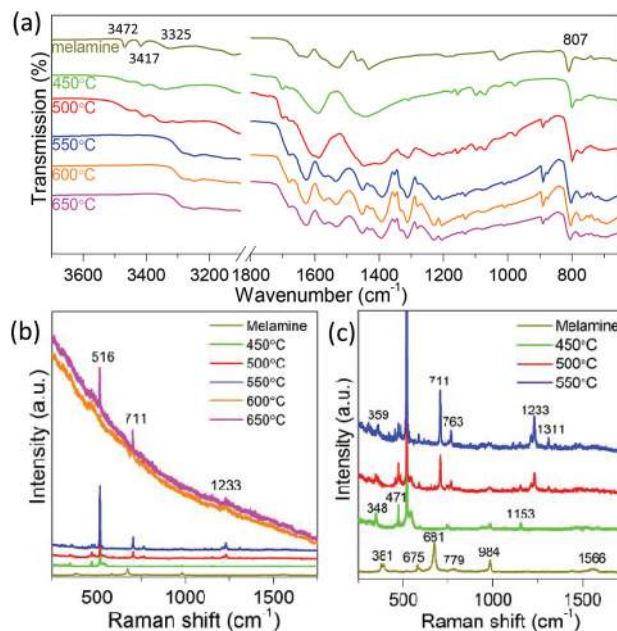 (a)
3472
3325
3417
807
melamine
450°C
500°C
550°C
600°C
650°C
Transmission (%)
3600 3400 3200 1800 1600 1400 1200 1000 800
Wavenumber (cm⁻¹)
(b)
Melamine
450°C
500°C
550°C
600°C
650°C
516
711
1233
Intensity (a.u.)
500 1000 1500
Raman shift (cm⁻¹)
(c)
Melamine
450°C
500°C
550°C
711
359
763
1233
1311
348
471
1153
681
381
675
779
984
1566
Intensity (a.u.)
500 1000 1500
Raman shift (cm⁻¹)